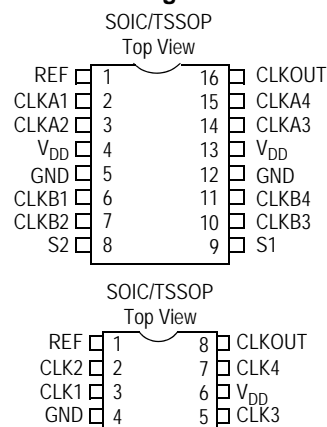 SOIC/TSSOP
Top View
REF 1 16 CLKOUT
CLKA1 2 15 CLKA4
CLKA2 3 14 CLKA3
VDD 4 13 VDD
GND 5 12 GND
CLKB1 6 11 CLKB4
CLKB2 7 10 CLKB3
S2 8 9 S1
SOIC/TSSOP
Top View
REF 1 8 CLKOUT
CLK2 2 7 CLK4
CLK1 3 6 VDD
GND 4 5 CLK3